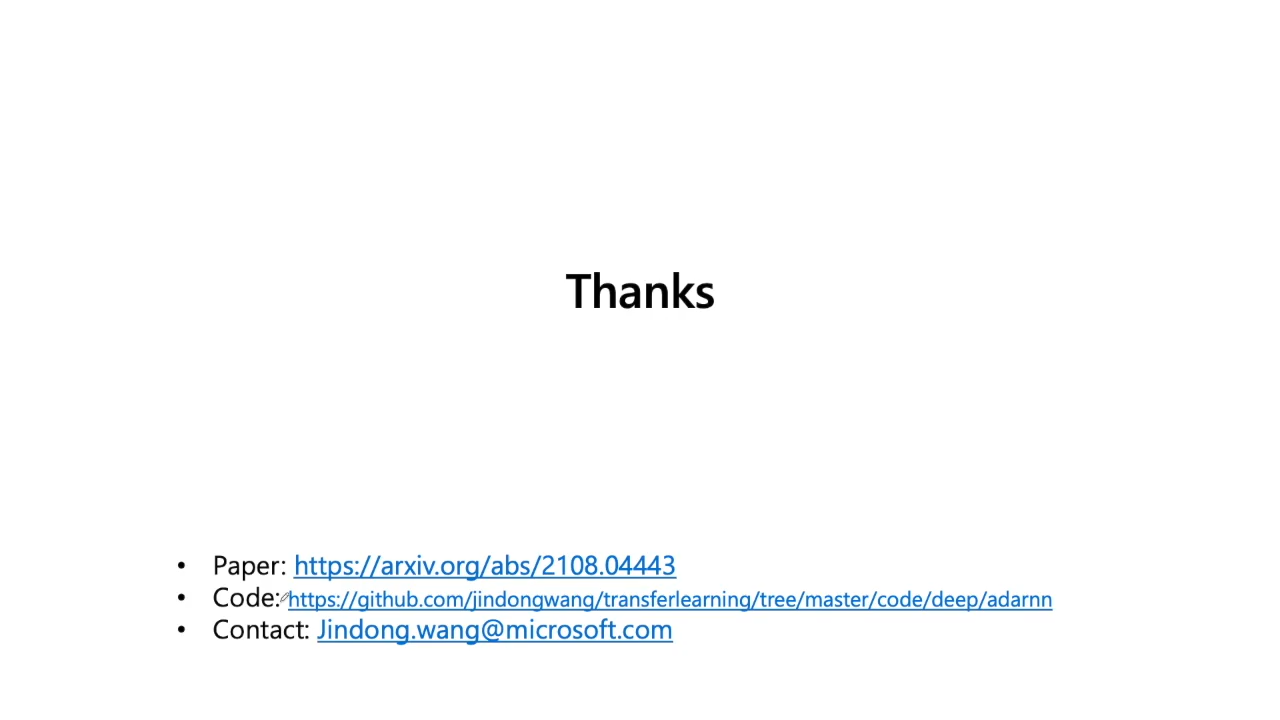 Thanks
• Paper: https://arxiv.org/abs/2108.04443
• Code: https://github.com/jindongwang/transferlearning/tree/master/code/deep/adarnn
• Contact: Jindong.wang@microsoft.com